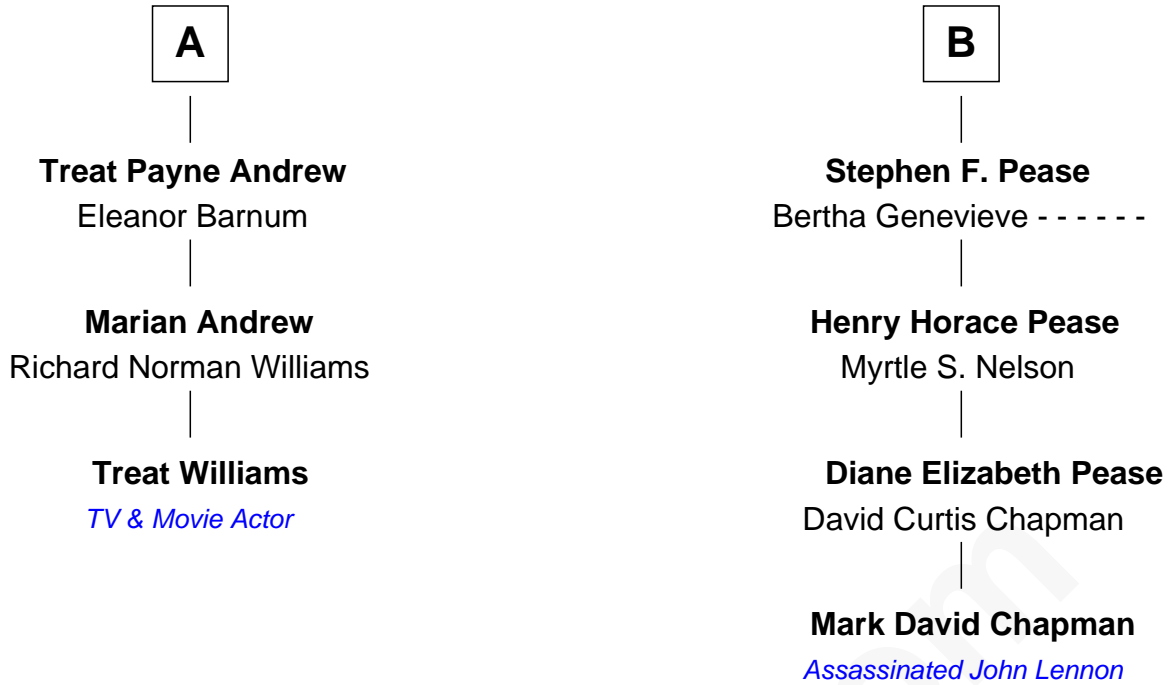 A
Treat Payne Andrew
Eleanor Barnum
Marian Andrew
Richard Norman Williams
Treat Williams
TV & Movie Actor
B
Stephen F. Pease
Bertha Genevieve - - - - - -
Henry Horace Pease
Myrtle S. Nelson
Diane Elizabeth Pease
David Curtis Chapman
Mark David Chapman
Assassinated John Lennon